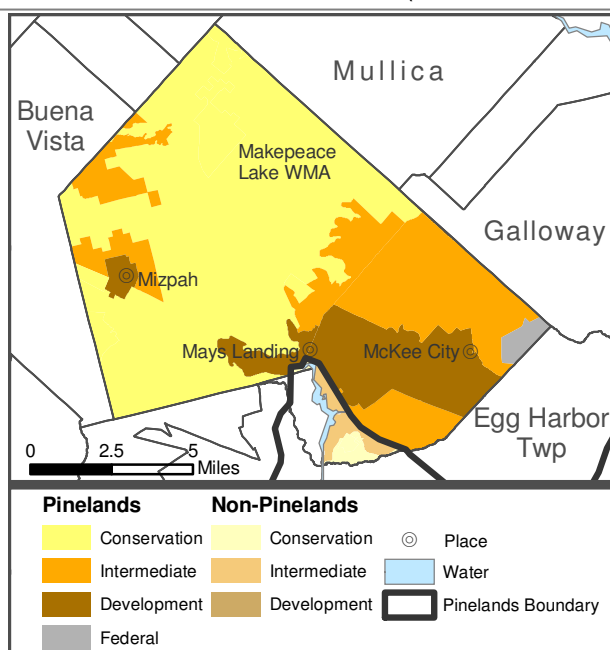 Mullica
Buena
Vista
Makepeace
Lake WMA
Galloway
Mizpah
Mays Landing
McKee City
Egg Harbor
Twp
0 2.5 5
Miles
Pinelands Non-Pinelands
Conservation Conservation Place
Intermediate Intermediate Water
Development Development Pinelands Boundary
Federal